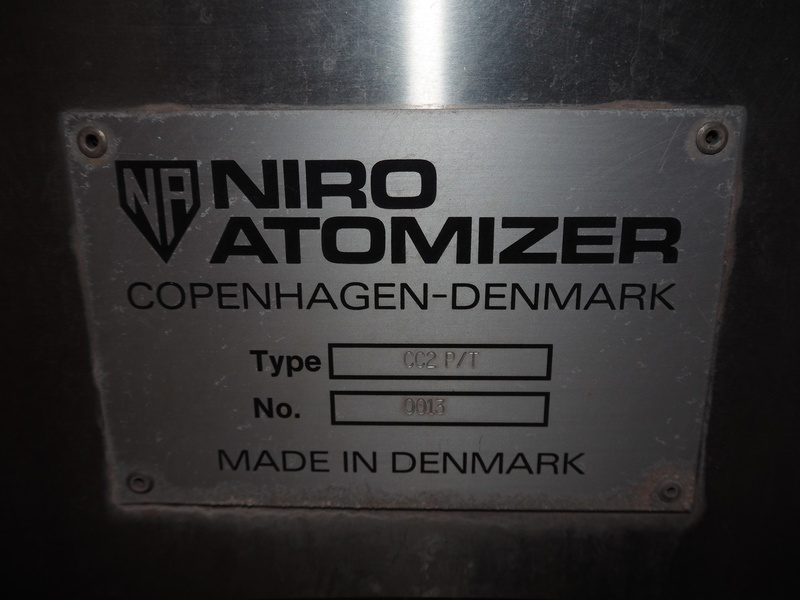 NA NIRO
ATOMIZER
COPENHAGEN-DENMARK
Type CC2 P/T
No. 0013
MADE IN DENMARK